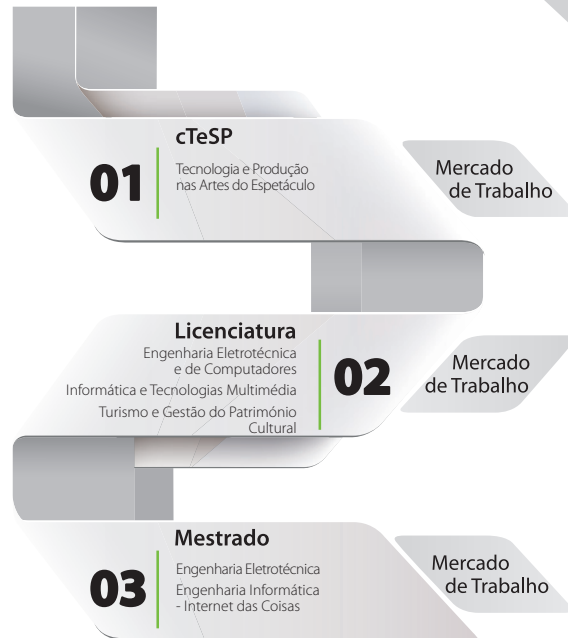 cTeSP
01
Tecnologia e Produção
nas Artes do Espetáculo
Mercado
de Trabalho
Licenciatura
Engenharia Eletrotécnica
e de Computadores
Informática e Tecnologias Multimédia
Turismo e Gestão do Património
Cultural
02
Mercado
de Trabalho
Mestrado
03
Engenharia Eletrotécnica
Engenharia Informática
- Internet das Coisas
Mercado
de Trabalho